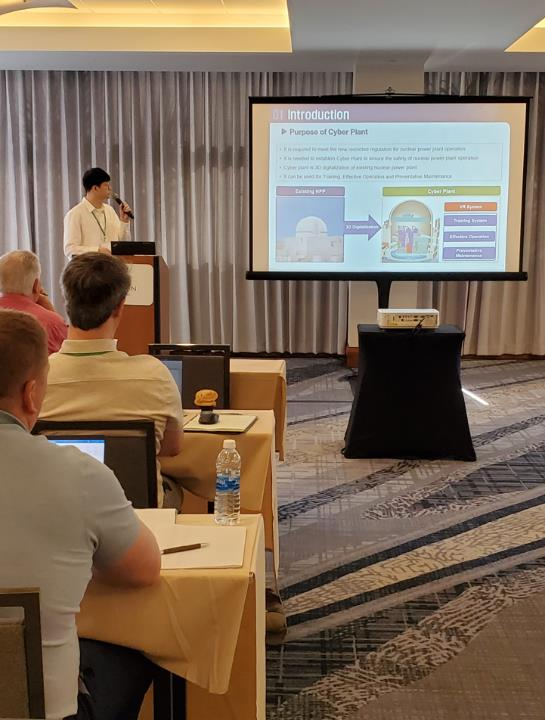 01 Introduction
▶ Purpose of Cyber Plant
• It is required to meet the new restricted regulation for nuclear power plant operation
• It is needed to establish Cyber Plant to ensure the safety of nuclear power plant operation
• Cyber plant is 3D digitalization of existing nuclear power plant
• It can be used for Training, Effective Operation and Preventative Maintenance
Existing NPP
Cyber Plant
3D Digitalization
VR System
Training System
Effective Operation
Preventative
Maintenance